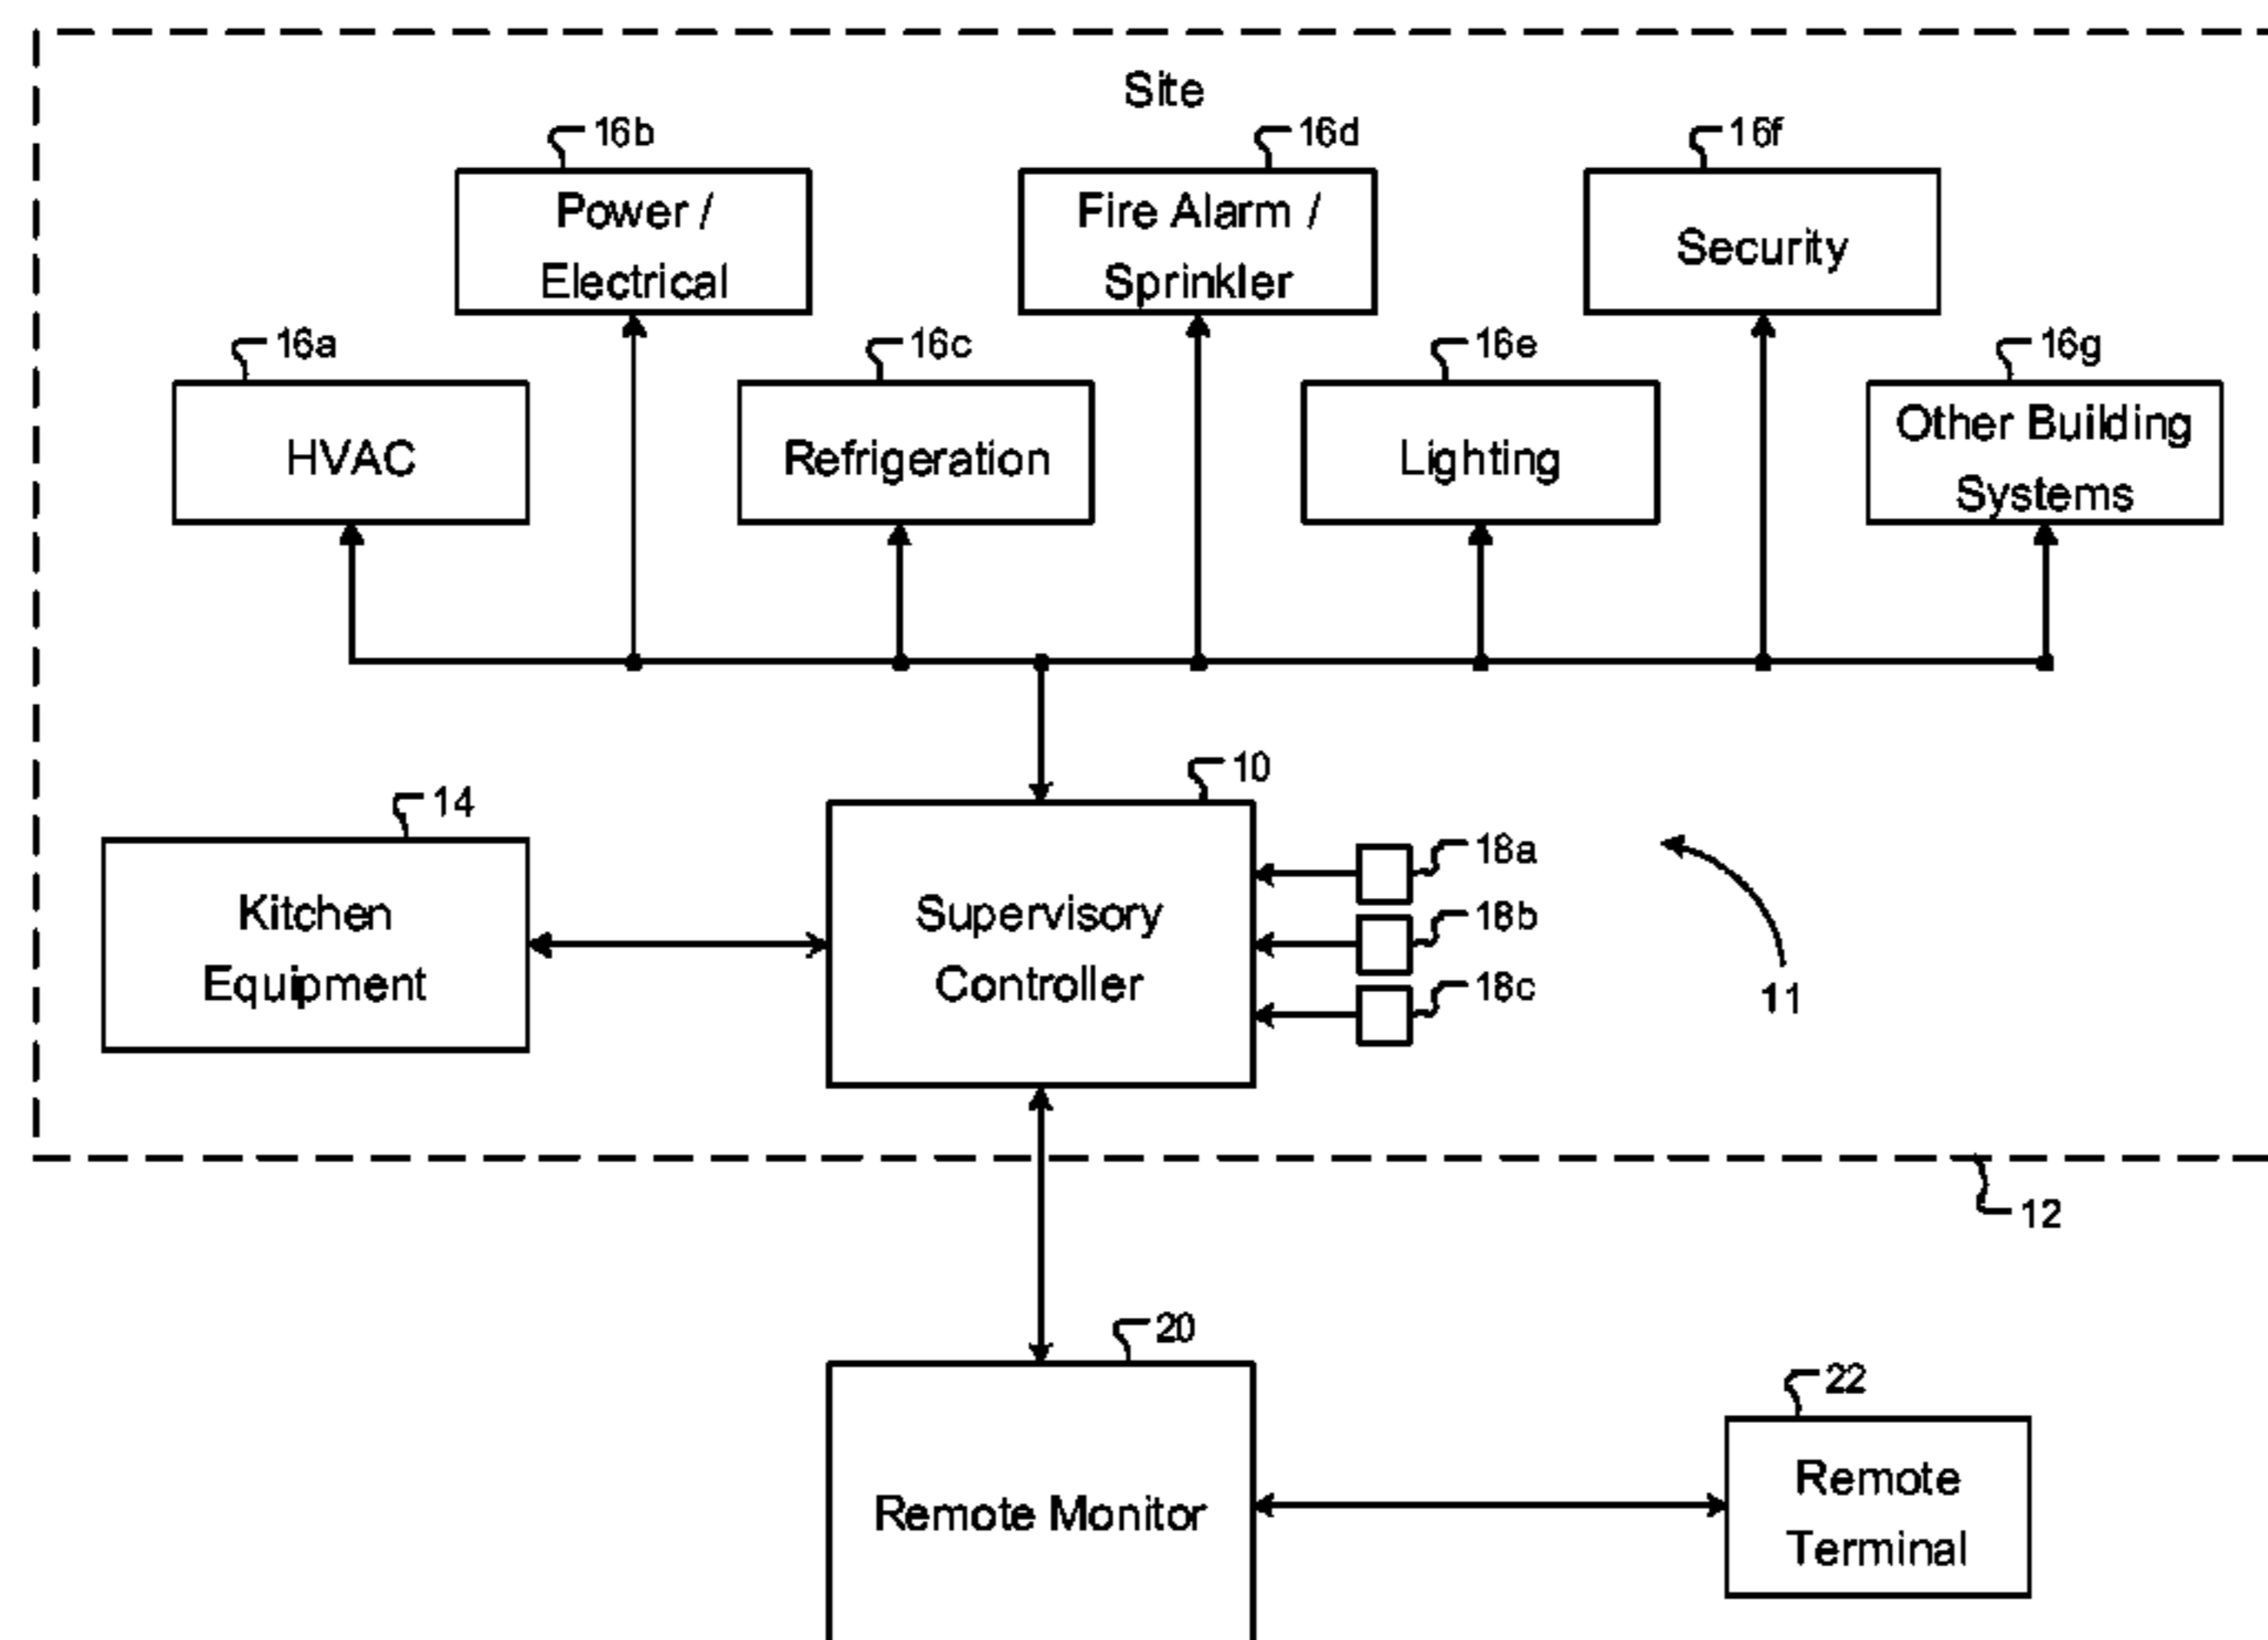 Site
16b
16d
16f
Power /
Electrical
Fire Alarm /
Sprinkler
Security
16a
16c
16e
16g
HVAC
Refrigeration
Lighting
Other Building
Systems
10
14
Kitchen
Equipment
Supervisory
Controller
18a
18b
18c
11
12
20
22
Remote Monitor
Remote
Terminal